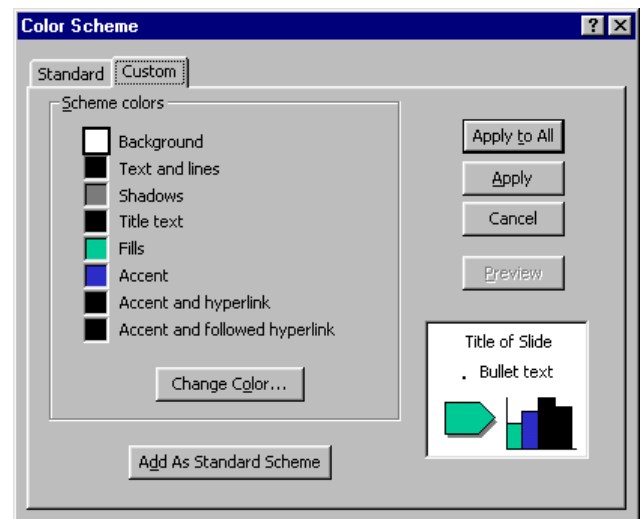 Color Scheme
Standard
Custom
Scheme colors
Background
Text and lines
Shadows
Title text
Fills
Accent
Accent and hyperlink
Accent and followed hyperlink
Change Color...
Add As Standard Scheme
Apply to All
Apply
Cancel
Preview
Title of Slide
. Bullet text